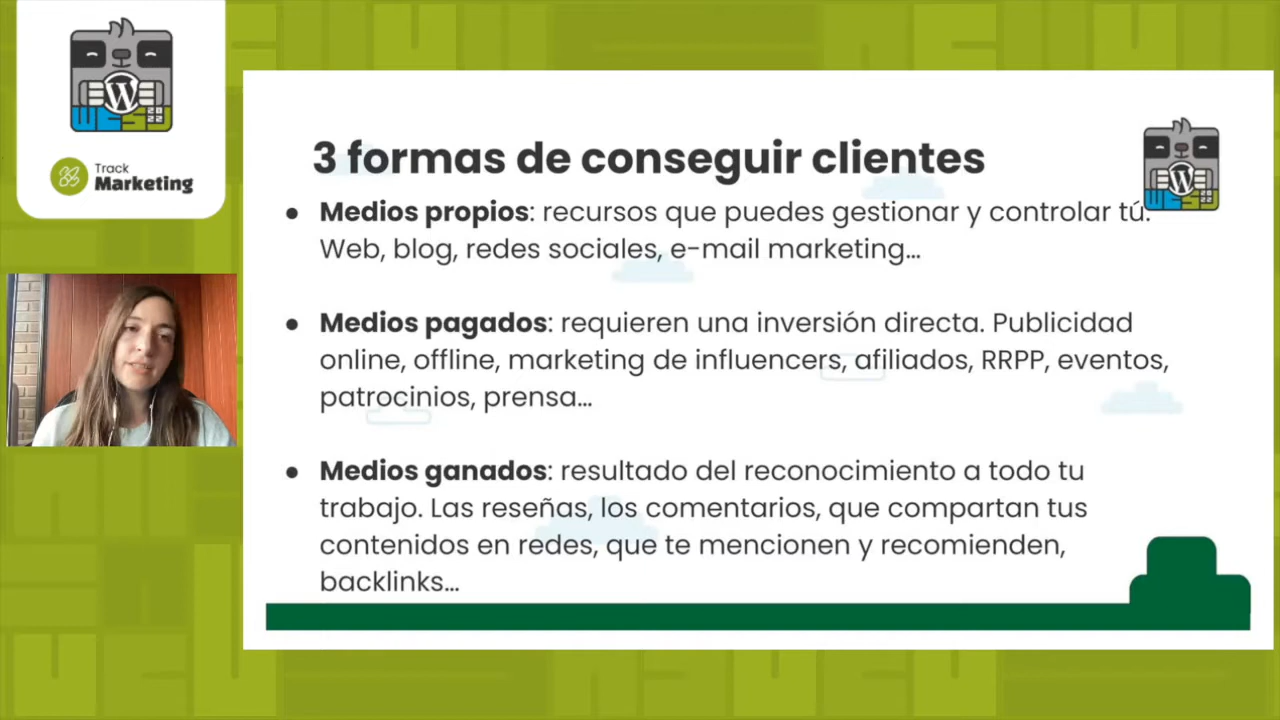 WESD
2022
Track
Marketing
3 formas de conseguir clientes
● Medios propios: recursos que puedes gestionar y controlar tú.
Web, blog, redes sociales, e-mail marketing…
● Medios pagados: requieren una inversión directa. Publicidad
online, offline, marketing de influencers, afiliados, RRPP, eventos,
patrocinios, prensa…
● Medios ganados: resultado del reconocimiento a todo tu
trabajo. Las reseñas, los comentarios, que compartan tus
contenidos en redes, que te mencionen y recomienden,
backlinks…